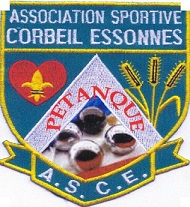 ASSOCIATION SPORTIVE
CORBEIL ESSONNES
PETANQUE
A.S.C.E.